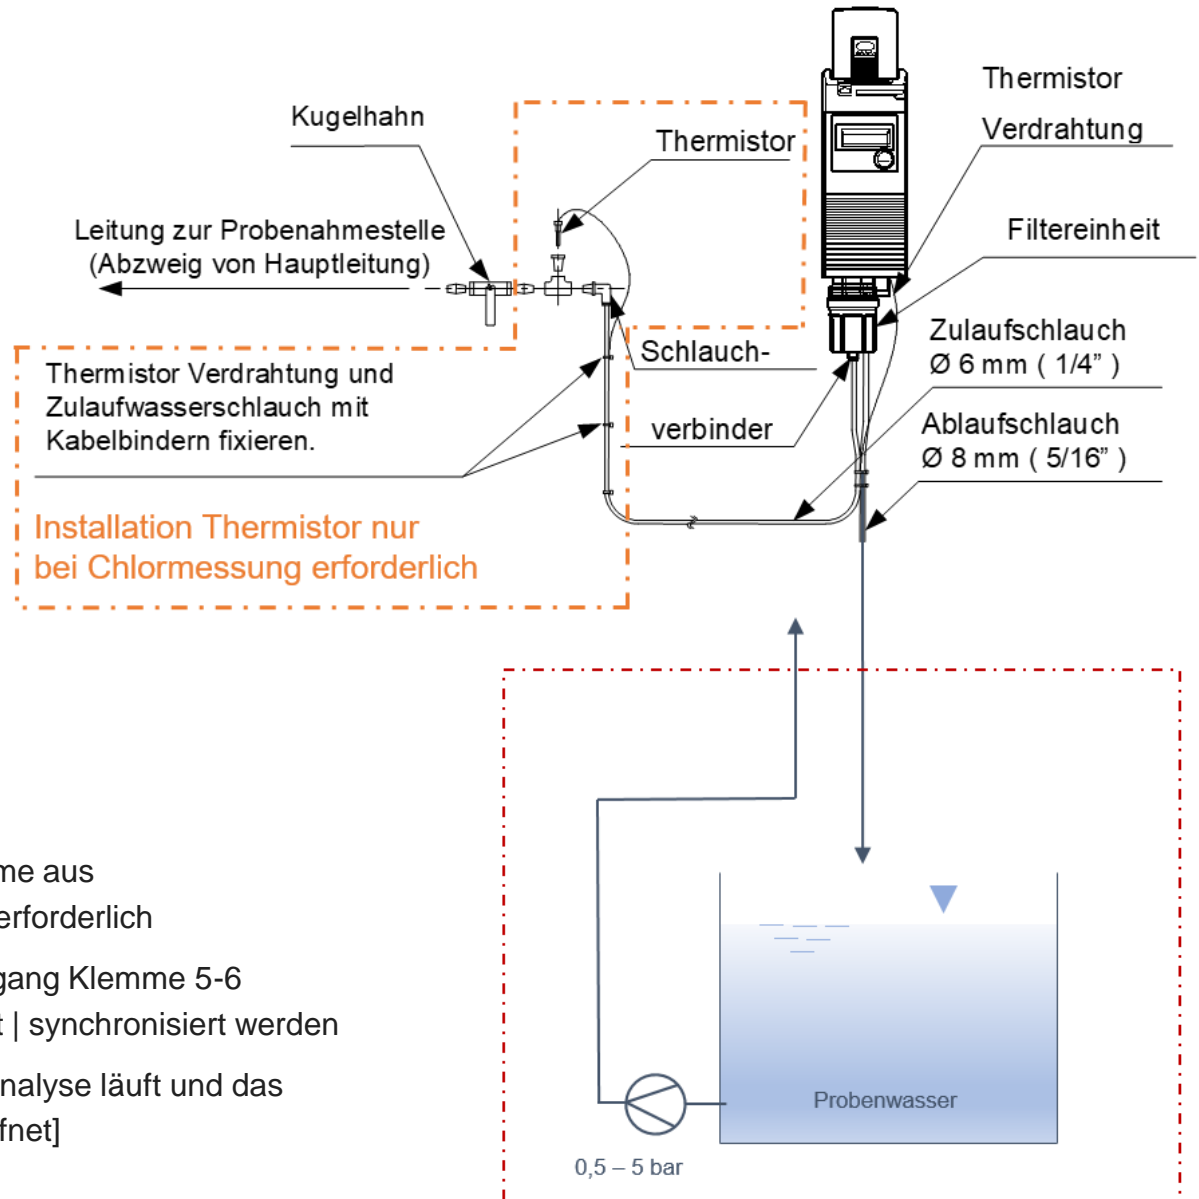 Kugelhahn
Thermistor
Thermistor
Verdrahtung
Leitung zur Probenahmestelle
(Abzweig von Hauptleitung)
Filtereinheit
Thermistor Verdrahtung und
Zulaufwasserschlauch mit
Kabelbindern fixieren.
Schlauch-
verbinder
Zulaufschlauch
Ø 6 mm ( 1/4” )
Ablaufschlauch
Ø 8 mm ( 5/16” )
Installation Thermistor nur
bei Chlormessung erforderlich
me aus
erforderlich
gang Klemme 5-6
t | synchronisiert werden
nalyse läuft und das
fnet]
Probenwasser
0,5 – 5 bar